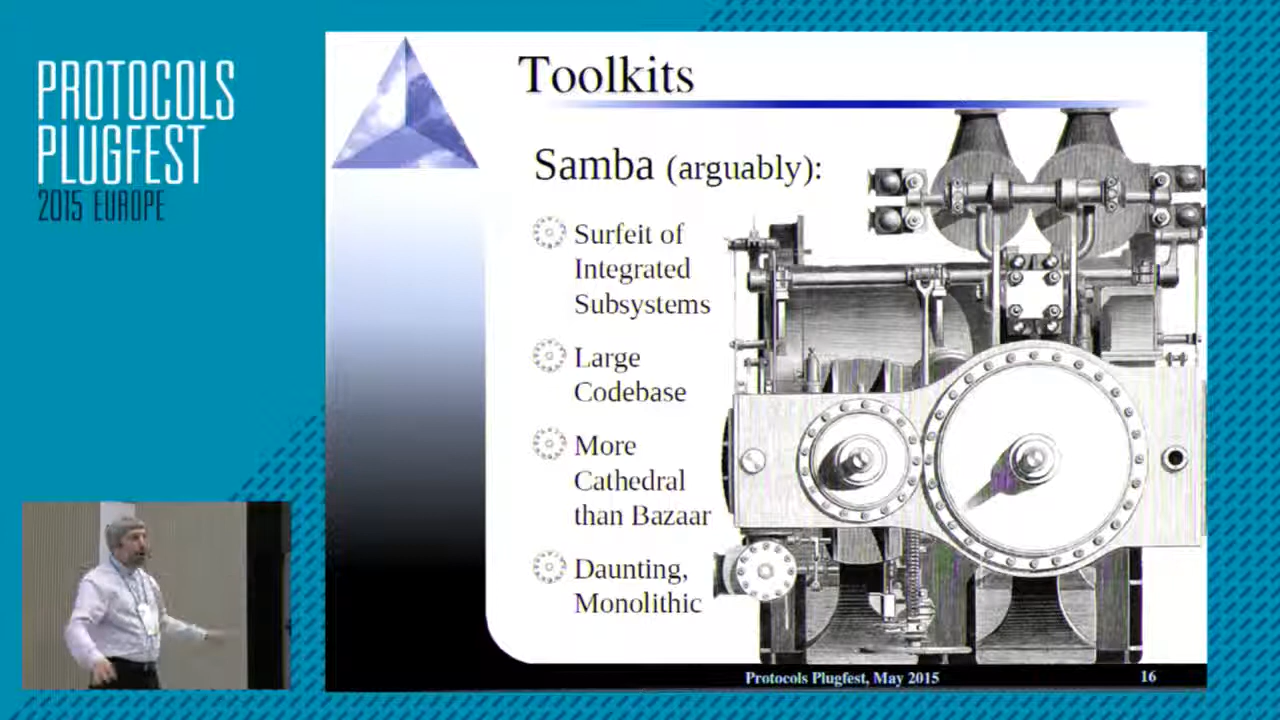 PROTOCOLS
PLUGFEST
2015 EUROPE
Toolkits
Samba (arguably):
Surfeit of
Integrated
Subsystems
Large
Codebase
More
Cathedral
than Bazaar
Daunting,
Monolithic
Protocols Plugfest, May 2015
16